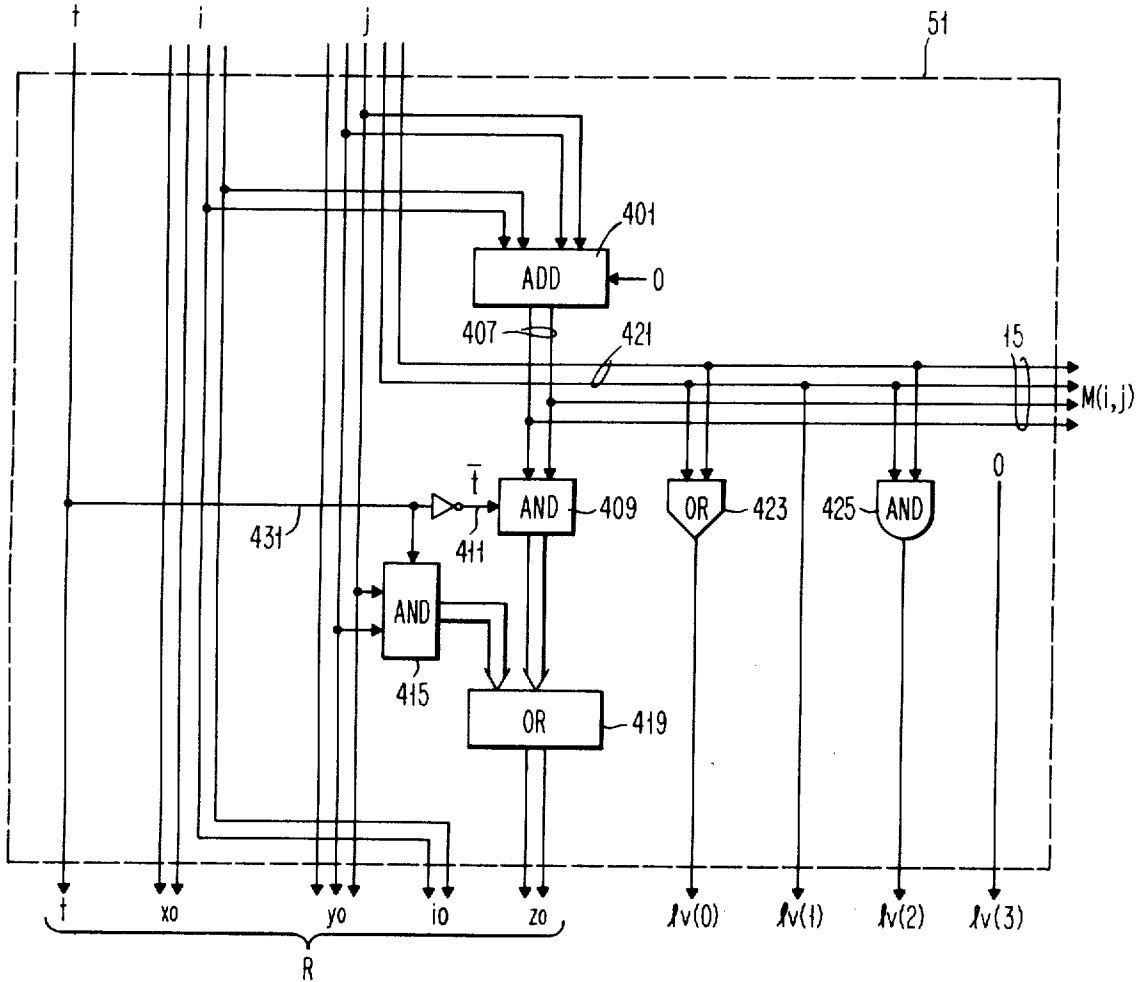 t i j
51
401
ADD
0
407
421
15
M(i,j)
0
t̅
AND
409
OR
423
425
AND
431
411
AND
415
OR
419
t xo yo io zo ℓv(0) ℓv(1) ℓv(2) ℓv(3)
R